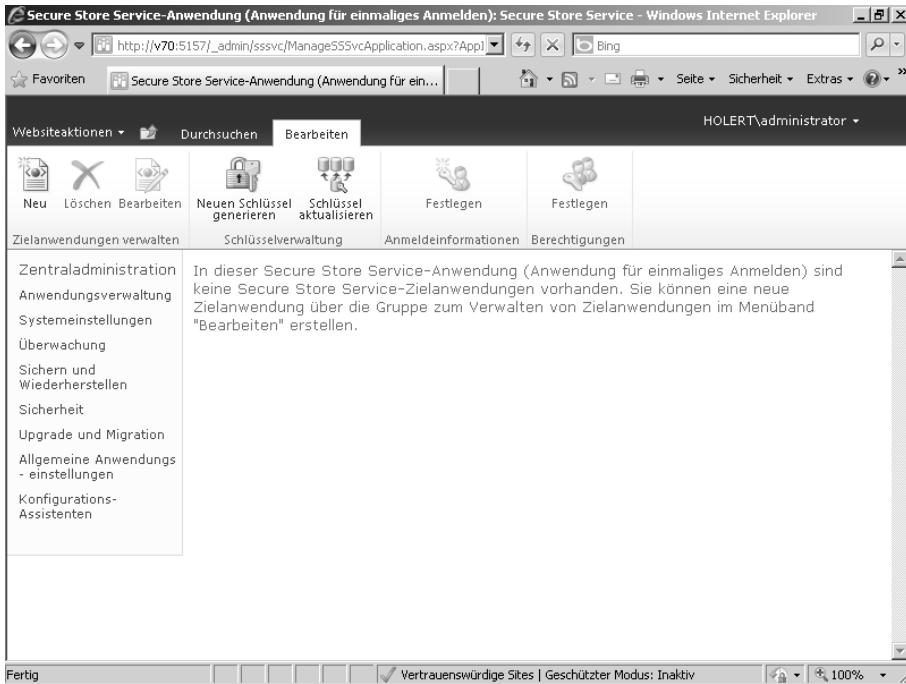 Secure Store Service-Anwendung (Anwendung für einmaliges Anmelden): Secure Store Service - Windows Internet Explorer
http://v70:5157/_admin/sssvc/ManageSSSvcApplication.aspx?AppI
Bing
Favoriten
Secure Store Service-Anwendung (Anwendung für ein...
Seite
Sicherheit
Extras
Websiteaktionen
Durchsuchen
Bearbeiten
HOLERT\administrator
Neu
Löschen
Bearbeiten
Neuen Schlüssel
generieren
Schlüssel
aktualisieren
Festlegen
Festlegen
Zielanwendungen verwalten
Schlüsselverwaltung
Anmeldeinformationen
Berechtigungen
Zentraladministration
Anwendungsverwaltung
Systemeinstellungen
Überwachung
Sichern und
Wiederherstellen
Sicherheit
Upgrade und Migration
Allgemeine Anwendungs
- einstellungen
Konfigurations-
Assistenten
In dieser Secure Store Service-Anwendung (Anwendung für einmaliges Anmelden) sind
keine Secure Store Service-Zielanwendungen vorhanden. Sie können eine neue
Zielanwendung über die Gruppe zum Verwalten von Zielanwendungen im Menüband
"Bearbeiten" erstellen.
Fertig
Vertrauenswürdige Sites | Geschützter Modus: Inaktiv
100%